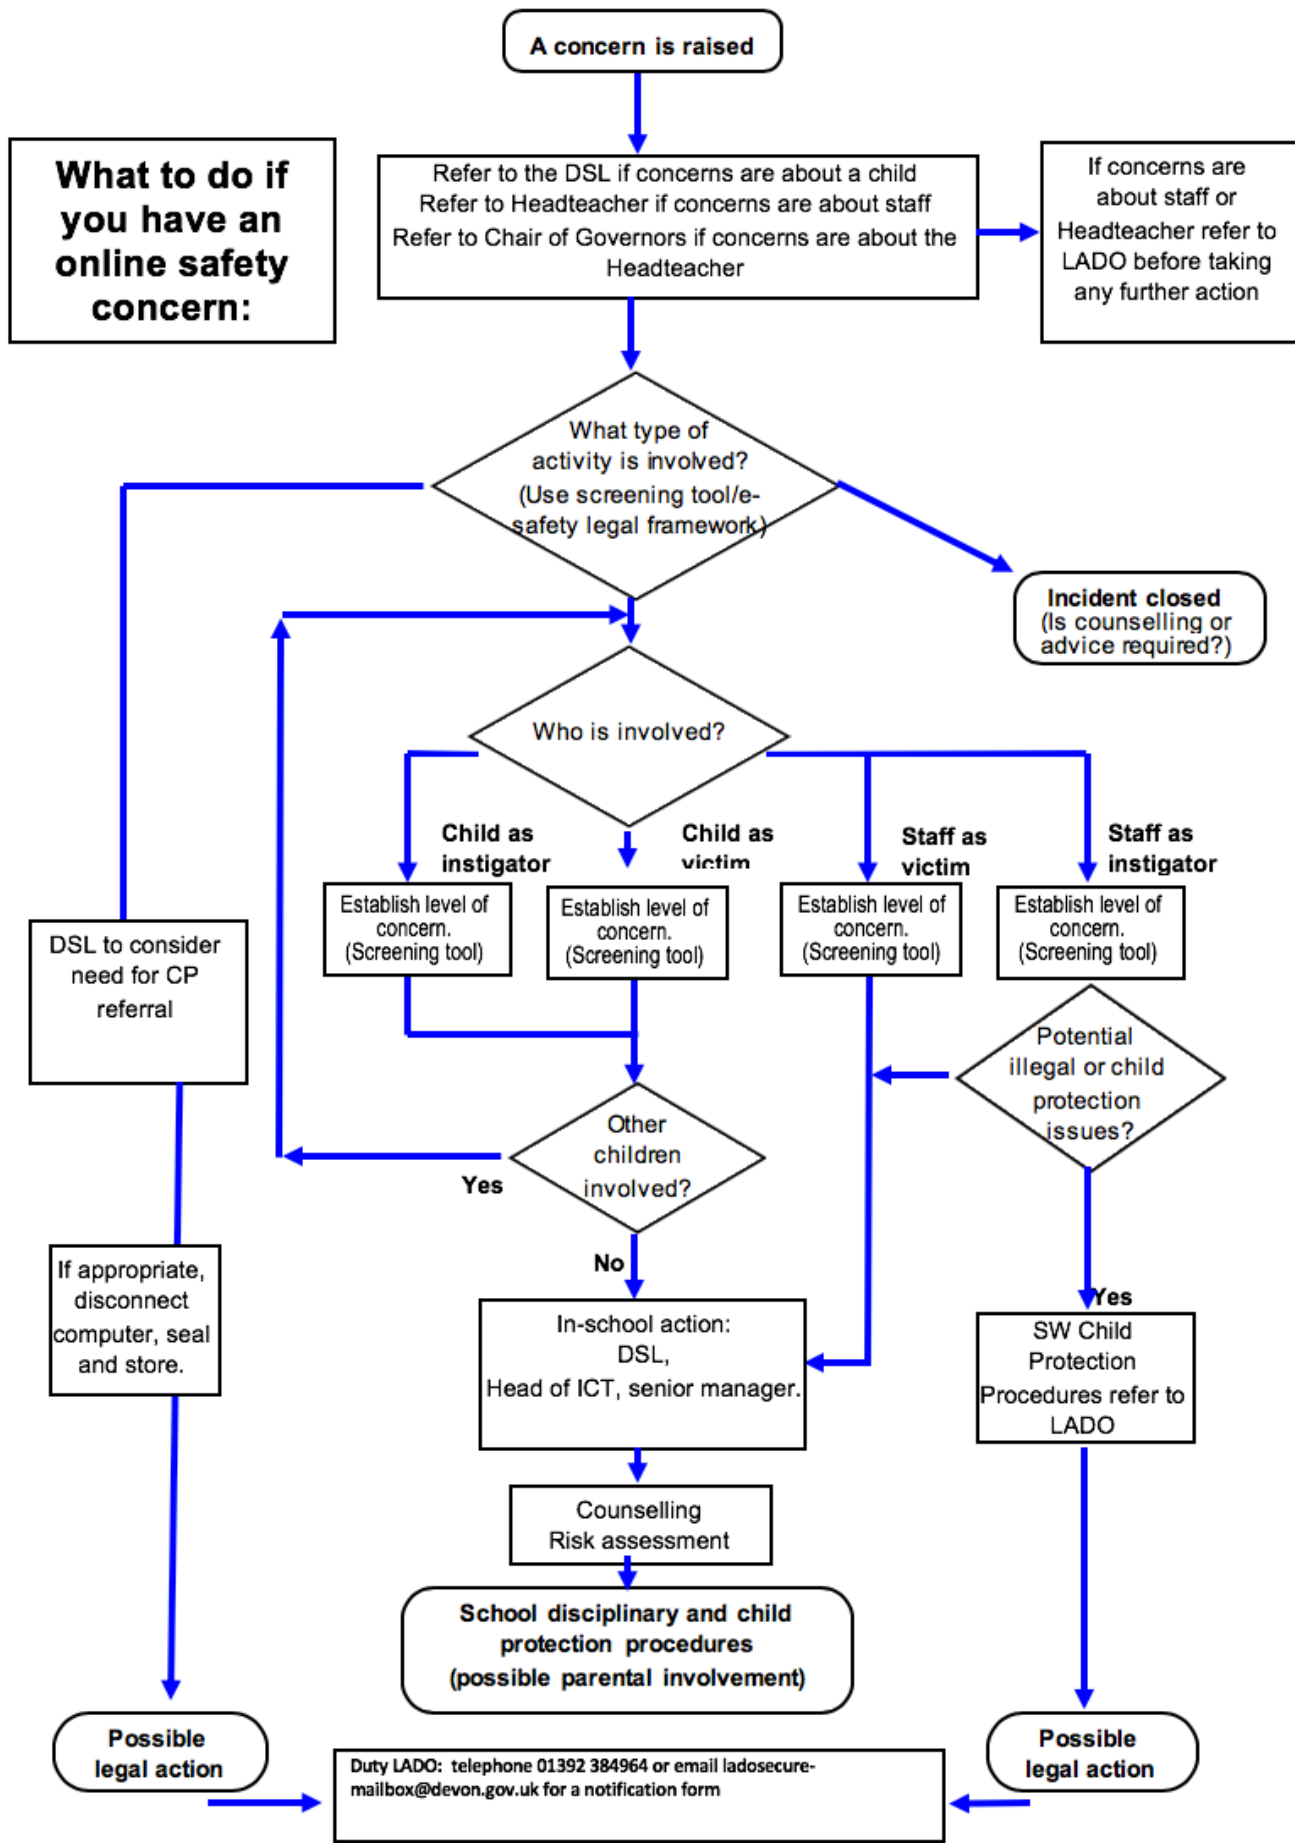 A concern is raised
What to do if
you have an
online safety
concern:
Refer to the DSL if concerns are about a child
Refer to Headteacher if concerns are about staff
Refer to Chair of Governors if concerns are about the
Headteacher
If concerns are
about staff or
Headteacher refer to
LADO before taking
any further action
What type of
activity is involved?
(Use screening tool/e-
safety legal framework)
Incident closed
(Is counselling or
advice required?)
Who is involved?
Child as
instigator
Child as
victim
Staff as
victim
Staff as
instigator
Establish level of
concern.
(Screening tool)
Establish level of
concern.
(Screening tool)
Establish level of
concern.
(Screening tool)
Establish level of
concern.
(Screening tool)
DSL to consider
need for CP
referral
Potential
illegal or child
protection
issues?
Other
children
involved?
Yes
No
If appropriate,
disconnect
computer, seal
and store.
In-school action:
DSL,
Head of ICT, senior manager.
Yes
SW Child
Protection
Procedures refer to
LADO
Counselling
Risk assessment
School disciplinary and child
protection procedures
(possible parental involvement)
Possible
legal action
Possible
legal action
Duty LADO: telephone 01392 384964 or email ladosecure-
mailbox@devon.gov.uk for a notification form